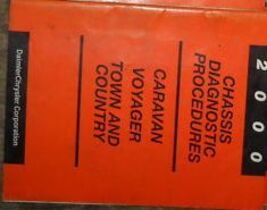 2000
CHASSIS
DIAGNOSTIC
PROCEDURES
CARAVAN
VOYAGER
TOWN AND
COUNTRY
DaimlerChrysler Corporation